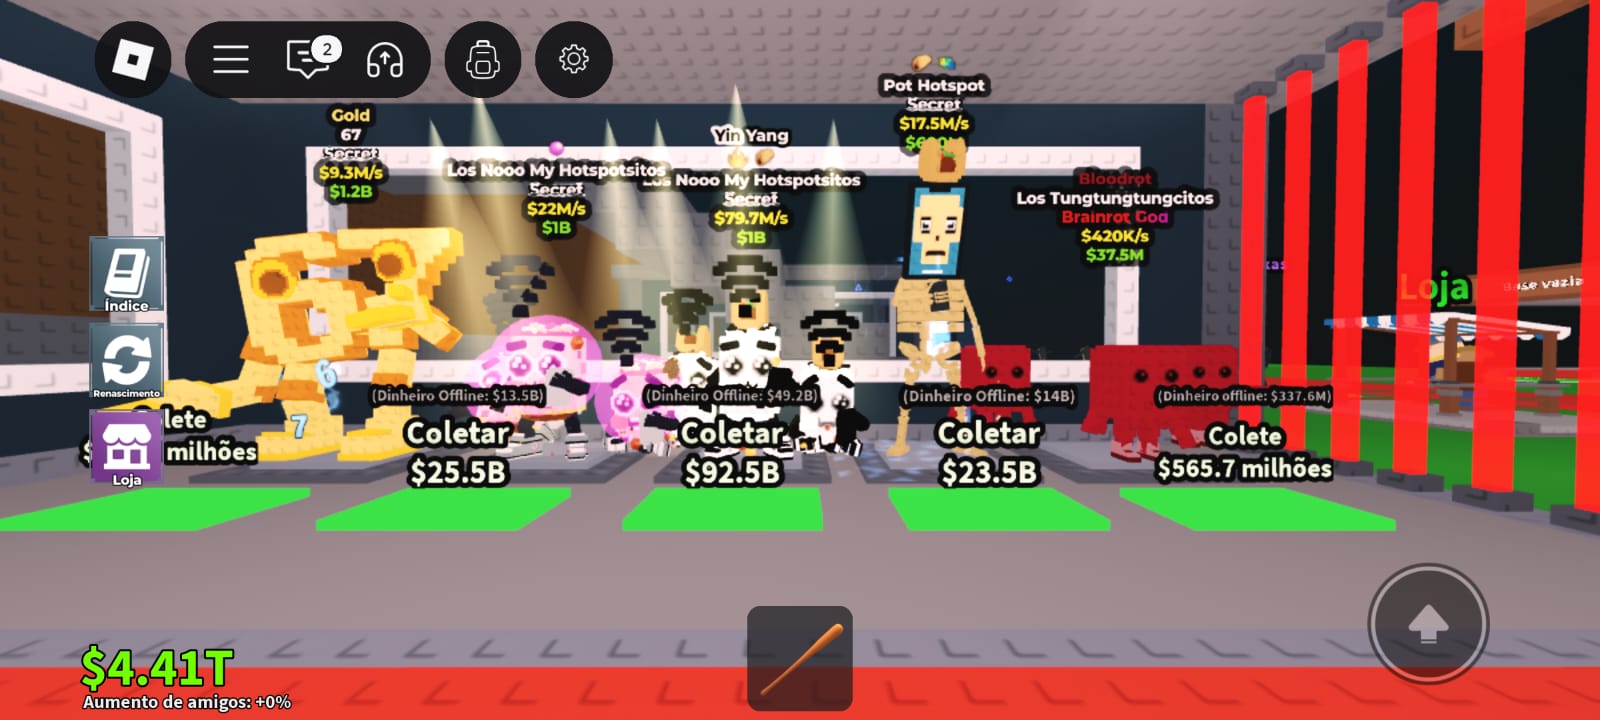 2
Gold
67
Secret
$9.3M/s
$1.2B
Los Nooo My Hotspotsitos
Secret
$22M/s
$1B
Yin Yang
Los Nooo My Hotspotsitos
Secret
$79.7M/s
$1B
Pot Hotspot
Secret
$17.5M/s
Bloodrot
Los Tungtungtungcitos
Brainrot God
$420K/s
$37.5M
Loja
Base vazia
Índice
Renascimento
Loja
6
7
milhões
(Dinheiro Offline: $13.5B)
Coletar
$25.5B
(Dinheiro Offline: $49.2B)
Coletar
$92.5B
(Dinheiro Offline: $14B)
Coletar
$23.5B
(Dinheiro offline: $337.6M)
Colete
$565.7 milhões
$4.41T
Aumento de amigos: +0%